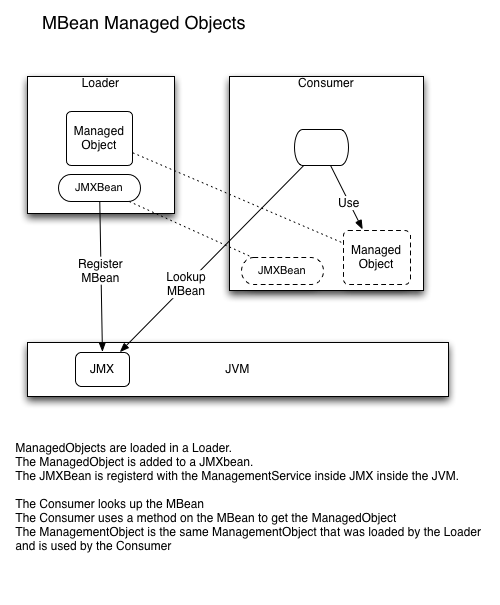 MBean Managed Objects
Loader
Consumer
Managed
Object
JMXBean
Use
Managed
Object
JMXBean
Register
MBean
Lookup
MBean
JMX
JVM
ManagedObjects are loaded in a Loader.
The ManagedObject is added to a JMXbean.
The JMXBean is registerd with the ManagementService inside JMX inside the JVM.
The Consumer looks up the MBean
The Consumer uses a method on the MBean to get the ManagedObject
The ManagementObject is the same ManagementObject that was loaded by the Loader
and is used by the Consumer